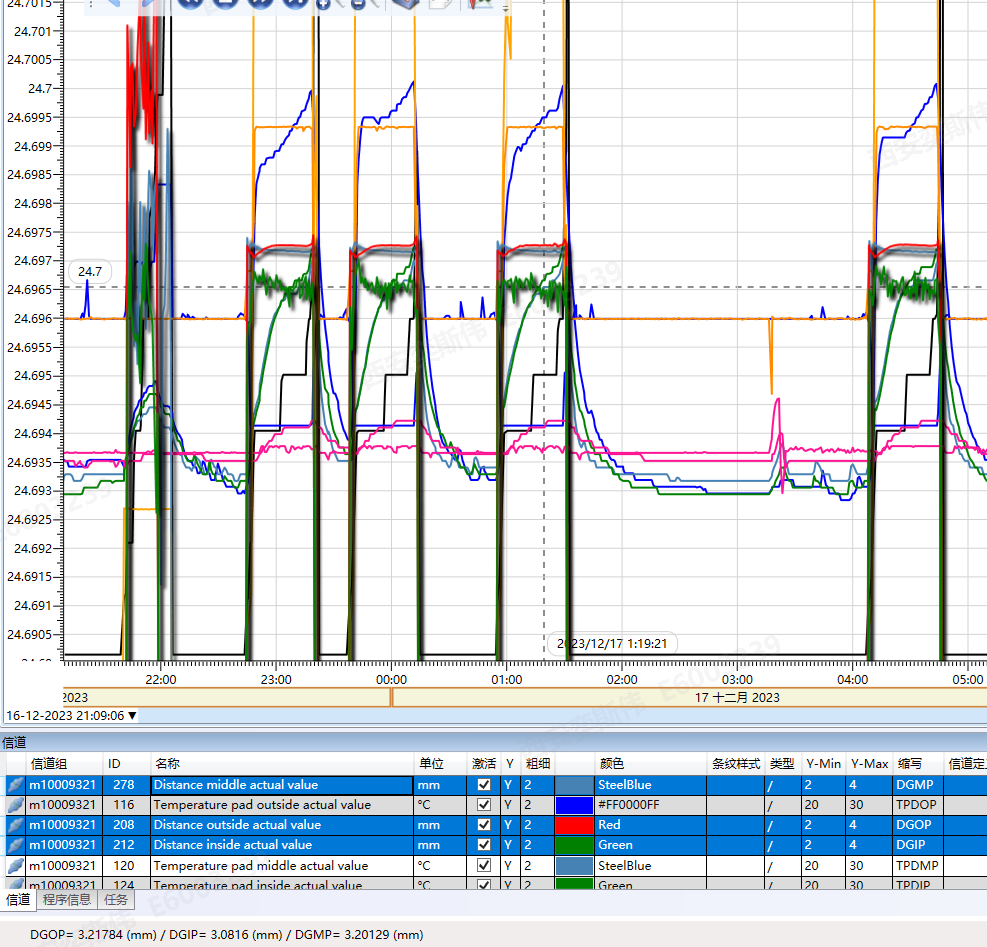 24.7015
24.701
24.7005
24.7
24.6995
24.699
24.6985
24.698
24.6975
24.697
24.6965
24.696
24.6955
24.695
24.6945
24.694
24.6935
24.693
24.6925
24.692
24.6915
24.691
24.6905
24.69
24.7
2023/12/17 1:19:21
22:00 23:00 00:00 01:00 02:00 03:00 04:00 05:00
2023 17 十二月 2023
16-12-2023 21:09:06 ▼
信道
信道组 ID 名称 单位 激活 Y 粗细 颜色 条纹样式 类型 Y-Min Y-Max 缩写 信道定义
m10009321 278 Distance middle actual value mm Y 2 SteelBlue / 2 4 DGMP
m10009321 116 Temperature pad outside actual value °C Y 2 #FF0000FF / 20 30 TPDOP
m10009321 208 Distance outside actual value mm Y 2 Red / 2 4 DGOP
m10009321 212 Distance inside actual value mm Y 2 Green / 2 4 DGIP
m10009321 120 Temperature pad middle actual value °C Y 2 SteelBlue / 20 30 TPDMP
m10009321 124 Temperature pad inside actual value °C Y 2 Green / 20 30 TPDIP
信道 程序信息 任务
DGOP= 3.21784 (mm) / DGIP= 3.0816 (mm) / DGMP= 3.20129 (mm)